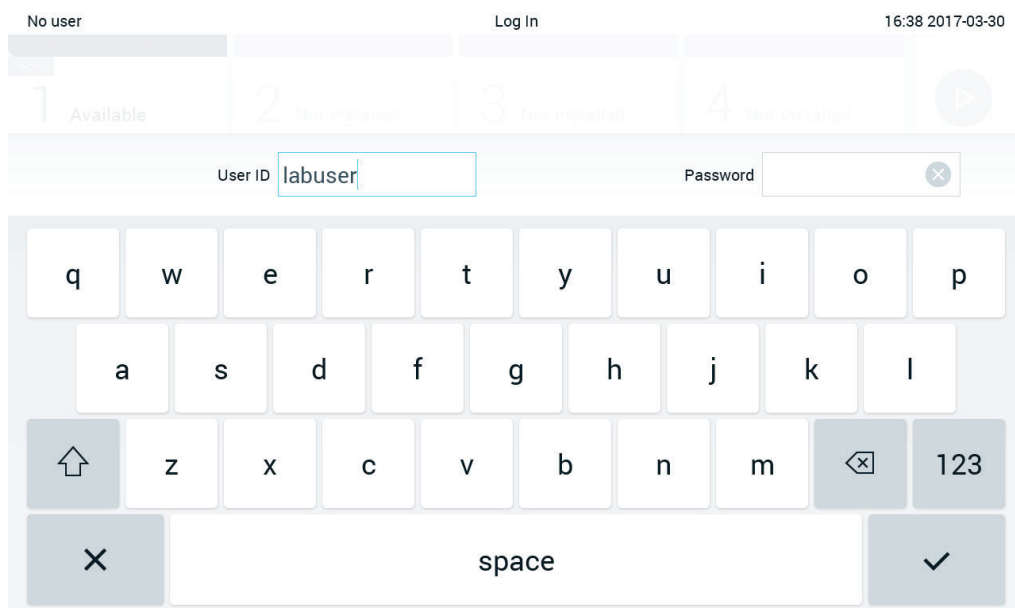 No user Log In 16:38 2017-03-30
1 Available 2 Not installed 3 Not installed 4 Not installed
User ID labuser Password
q w e r t y u i o p
a s d f g h j k l
z x c v b n m 123
space